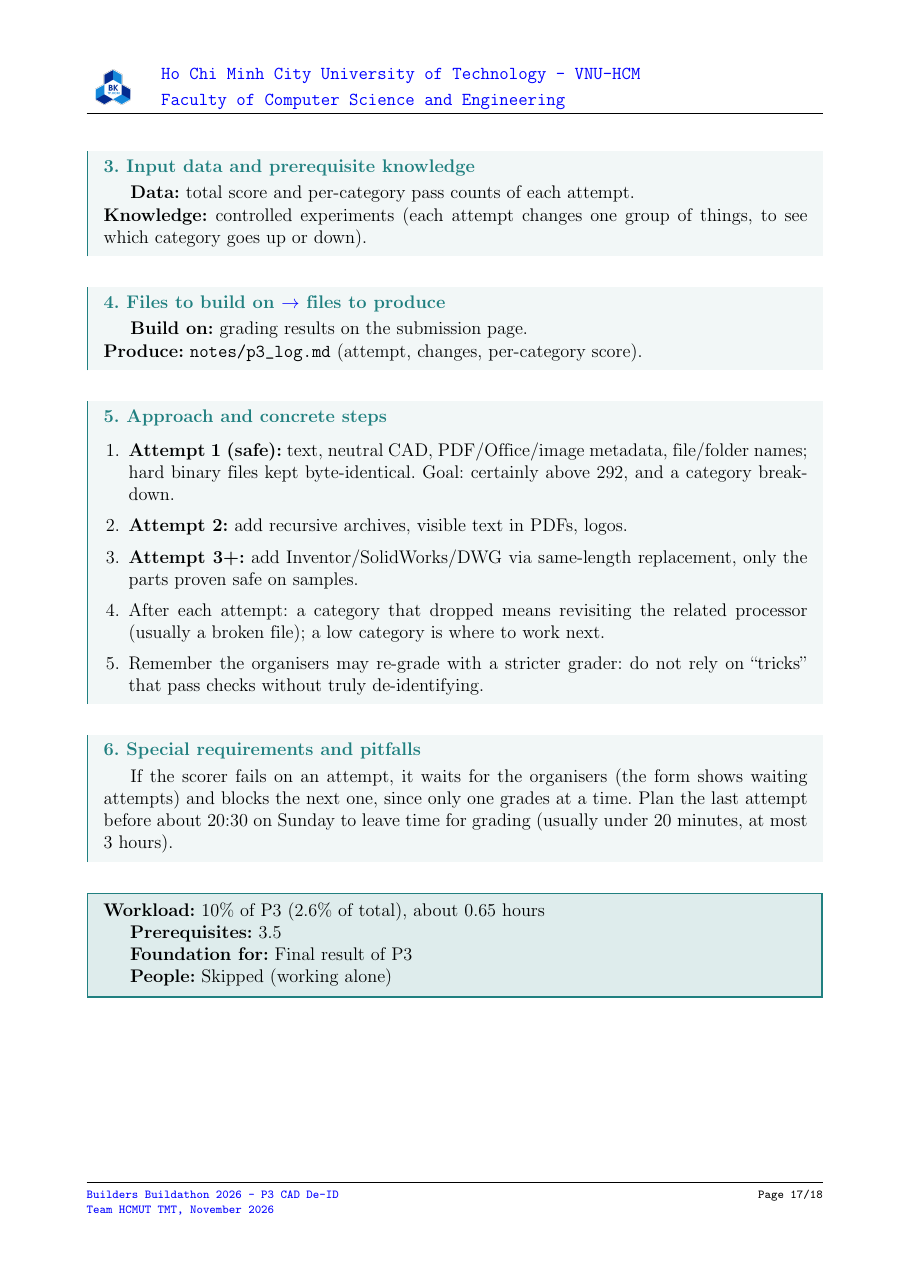 BK
Ho Chi Minh City University of Technology - VNU-HCM
Faculty of Computer Science and Engineering
3. Input data and prerequisite knowledge
Data: total score and per-category pass counts of each attempt.
Knowledge: controlled experiments (each attempt changes one group of things, to see
which category goes up or down).
4. Files to build on → files to produce
Build on: grading results on the submission page.
Produce: notes/p3_log.md (attempt, changes, per-category score).
5. Approach and concrete steps
1. Attempt 1 (safe): text, neutral CAD, PDF/Office/image metadata, file/folder names;
hard binary files kept byte-identical. Goal: certainly above 292, and a category break-
down.
2. Attempt 2: add recursive archives, visible text in PDFs, logos.
3. Attempt 3+: add Inventor/SolidWorks/DWG via same-length replacement, only the
parts proven safe on samples.
4. After each attempt: a category that dropped means revisiting the related processor
(usually a broken file); a low category is where to work next.
5. Remember the organisers may re-grade with a stricter grader: do not rely on “tricks”
that pass checks without truly de-identifying.
6. Special requirements and pitfalls
If the scorer fails on an attempt, it waits for the organisers (the form shows waiting
attempts) and blocks the next one, since only one grades at a time. Plan the last attempt
before about 20:30 on Sunday to leave time for grading (usually under 20 minutes, at most
3 hours).
Workload: 10% of P3 (2.6% of total), about 0.65 hours
Prerequisites: 3.5
Foundation for: Final result of P3
People: Skipped (working alone)
Builders Buildathon 2026 - P3 CAD De-ID
Page 17/18
Team HCMUT TMT, November 2026